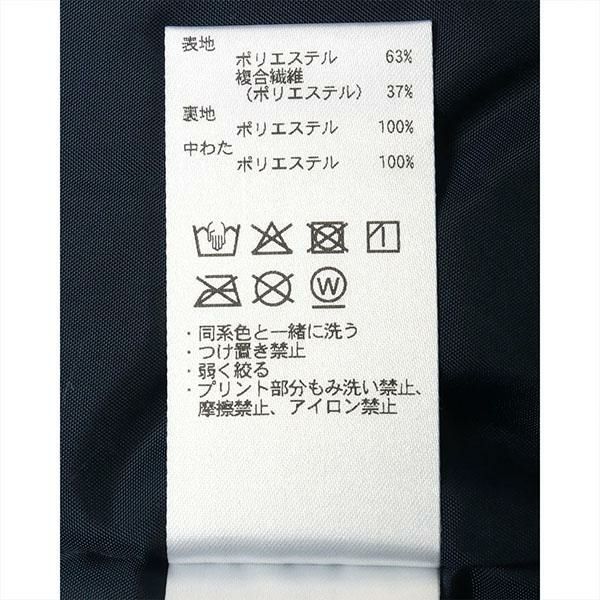 表地
ポリエステル 63%
複合繊維
（ポリエステル） 37%
裏地
ポリエステル 100%
中わた
ポリエステル 100%
W
・同系色と一緒に洗う
・つけ置き禁止
・弱く絞る
・プリント部分もみ洗い禁止、
摩擦禁止、アイロン禁止